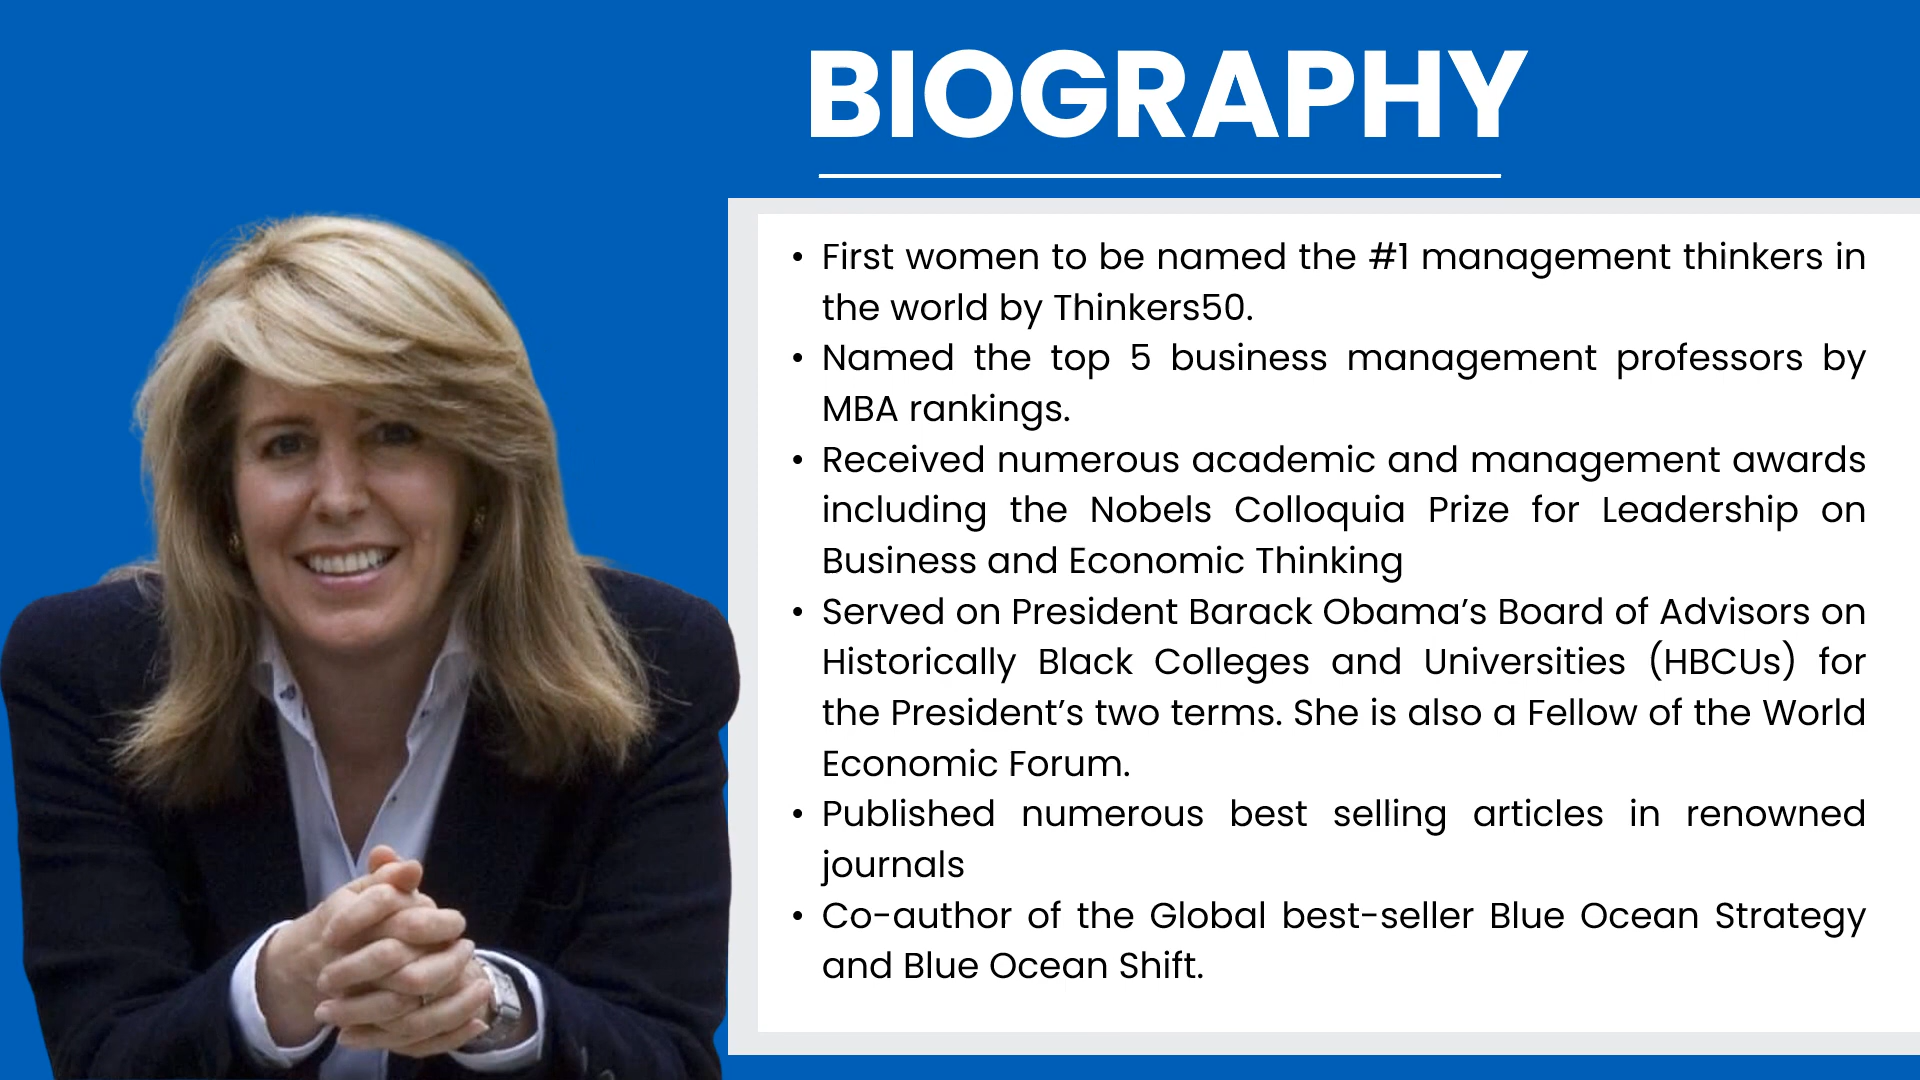 BIOGRAPHY
• First women to be named the #1 management thinkers in
the world by Thinkers50.
• Named the top 5 business management professors by
MBA rankings.
• Received numerous academic and management awards
including the Nobels Colloquia Prize for Leadership on
Business and Economic Thinking
• Served on President Barack Obama’s Board of Advisors on
Historically Black Colleges and Universities (HBCUs) for
the President’s two terms. She is also a Fellow of the World
Economic Forum.
• Published numerous best selling articles in renowned
journals
• Co-author of the Global best-seller Blue Ocean Strategy
and Blue Ocean Shift.